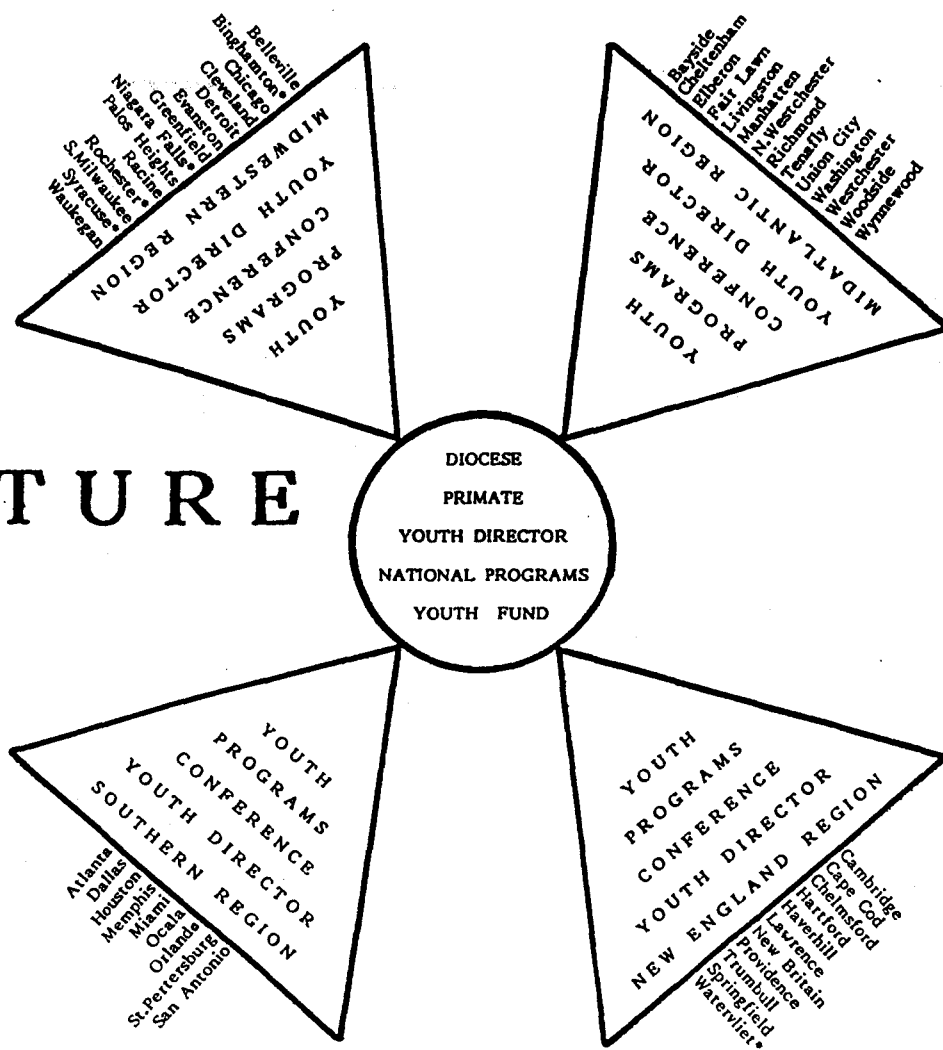 Belleville
Binghamton•
Chicago
Cleveland
Detroit
Evanston
Greenfield
Niagara Falls•
Palos Heights
Racine
Rochester•
S.Milwaukee
Syracuse•
Waukegan
MIDWESTERN REGION
YOUTH DIRECTOR
CONFERENCE
PROGRAMS
YOUTH
Bayside
Cheltenham
Elberon
Fair Lawn
Livingston
Manhatten
N.Westchester
Richmond
Tenafly
Union City
Washington
Westchester
Woodside
Wynnewood
MIDATLANTIC REGION
YOUTH DIRECTOR
CONFERENCE
PROGRAMS
YOUTH
TURE
DIOCESE
PRIMATE
YOUTH DIRECTOR
NATIONAL PROGRAMS
YOUTH FUND
YOUTH
PROGRAMS
CONFERENCE
YOUTH DIRECTOR
SOUTHERN REGION
Atlanta
Dallas
Houston
Memphis
Miami
Ocala
Orlando
St.Pertersburg
San Antonio
YOUTH
PROGRAMS
CONFERENCE
YOUTH DIRECTOR
NEW ENGLAND REGION
Cambridge
Cape Cod
Chelmsford
Hartford
Haverhill
Lawrence
New Britain
Providence
Trumbull
Springfield
Watervliet•